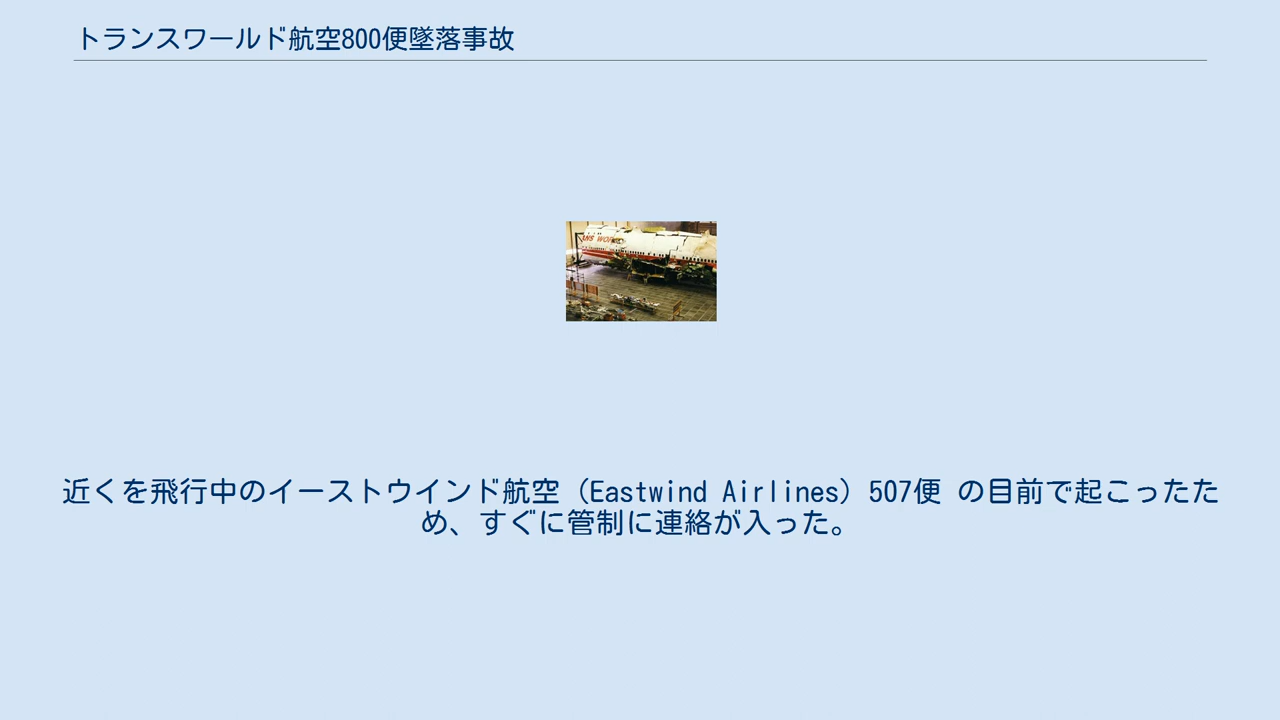 トランスワールド航空800便墜落事故
ANS WOR
近くを飛行中のイーストウインド航空（Eastwind Airlines）507便 の目前で起こったた
め、すぐに管制に連絡が入った。